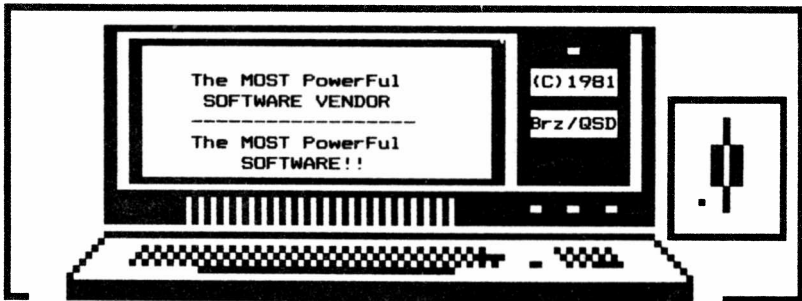 The MOST PowerFul
SOFTWARE VENDOR
--------------------
The MOST PowerFul
SOFTWARE!!
(C)1981
Brz/QSD